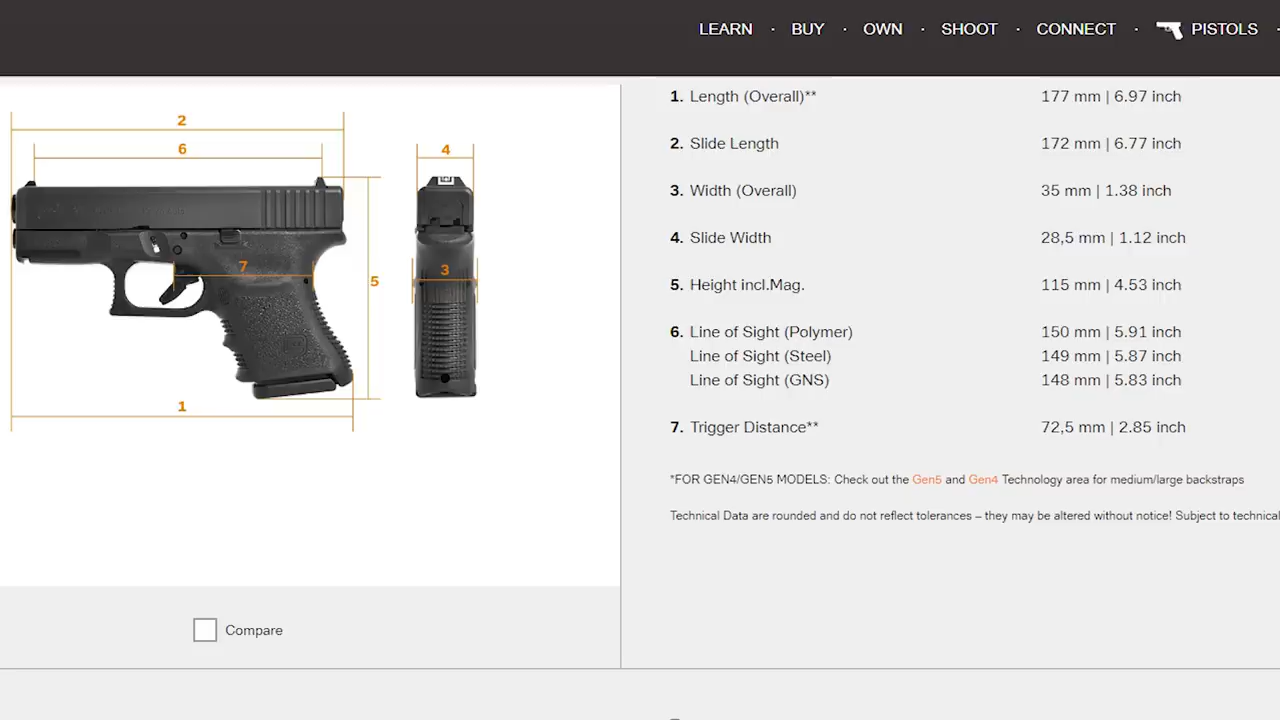 LEARN · BUY · OWN · SHOOT · CONNECT · PISTOLS
2
6
4
7
3
5
1
1. Length (Overall)** 177 mm | 6.97 inch
2. Slide Length 172 mm | 6.77 inch
3. Width (Overall) 35 mm | 1.38 inch
4. Slide Width 28,5 mm | 1.12 inch
5. Height incl.Mag. 115 mm | 4.53 inch
6. Line of Sight (Polymer) 150 mm | 5.91 inch
Line of Sight (Steel) 149 mm | 5.87 inch
Line of Sight (GNS) 148 mm | 5.83 inch
7. Trigger Distance** 72,5 mm | 2.85 inch
*FOR GEN4/GEN5 MODELS: Check out the Gen5 and Gen4 Technology area for medium/large backstraps
Technical Data are rounded and do not reflect tolerances – they may be altered without notice! Subject to technical
Compare